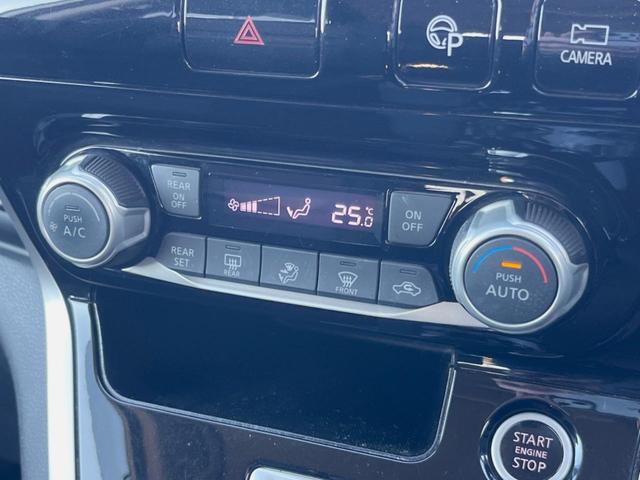 P
CAMERA
REAR
ON
OFF
25.0°C
ON
OFF
PUSH
A/C
REAR
SET
REAR
FRONT
PUSH
AUTO
START
ENGINE
STOP